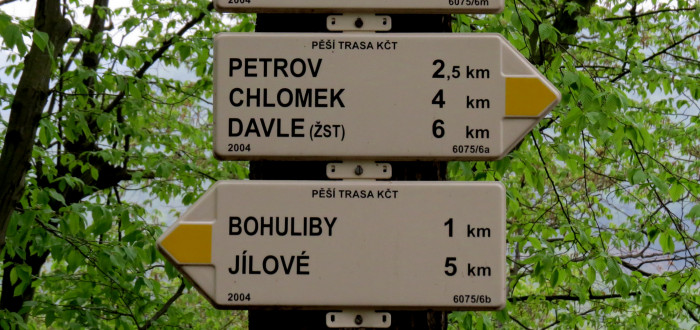 2004 6075/6m
PĚŠÍ TRASA KČT
PETROV 2,5 km
CHLOMEK 4 km
DAVLE (ŽST) 6 km
2004 6075/6a
PĚŠÍ TRASA KČT
BOHULIBY 1 km
JÍLOVÉ 5 km
2004 6075/6b